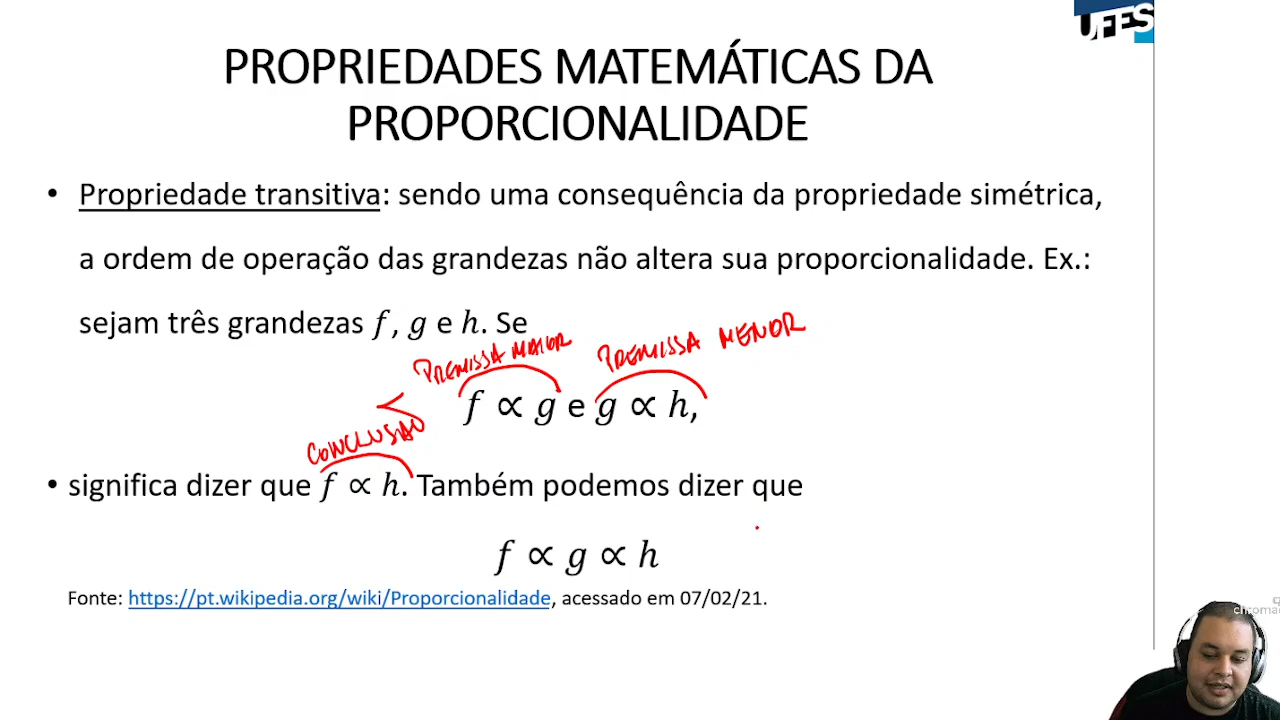 UFES
PROPRIEDADES MATEMÁTICAS DA
PROPORCIONALIDADE
• Propriedade transitiva: sendo uma consequência da propriedade simétrica,
a ordem de operação das grandezas não altera sua proporcionalidade. Ex.:
sejam três grandezas f, g e h. Se
PREMISSA MAIOR PREMISSA MENOR
f ∝ g e g ∝ h,
CONCLUSÃO
• significa dizer que f ∝ h. Também podemos dizer que
f ∝ g ∝ h
Fonte: https://pt.wikipedia.org/wiki/Proporcionalidade, acessado em 07/02/21.